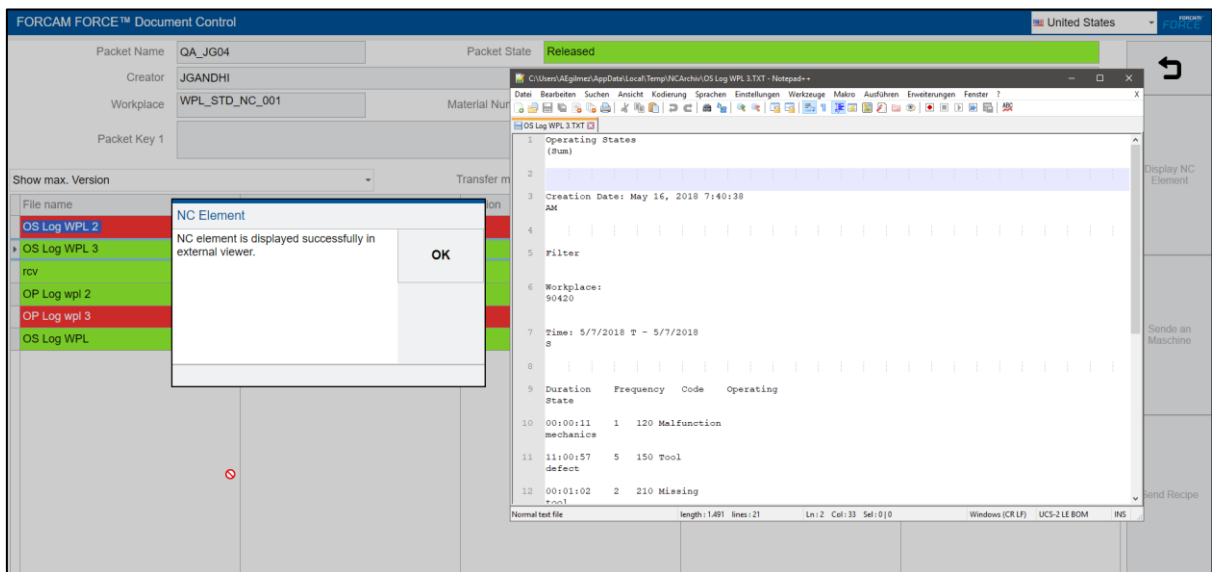 FORCAM FORCE™ Document Control
United States
FORCAM
FORCE
Packet Name QA_JG04 Packet State Released
Creator JGANDHI
Workplace WPL_STD_NC_001 Material Num
Packet Key 1
Show max. Version Transfer m
File name ion
OS Log WPL 2
OS Log WPL 3
rcv
OP Log wpl 2
OP Log wpl 3
OS Log WPL
NC Element
NC element is displayed successfully in
external viewer.
OK
C:\Users\AEgilmez\AppData\Local\Temp\NCArchiv\OS Log WPL 3.TXT - Notepad++
Datei Bearbeiten Suchen Ansicht Kodierung Sprachen Einstellungen Werkzeuge Makro Ausführen Erweiterungen Fenster ? X
OS Log WPL 3.TXT
1 Operating States
(Sum)
2
3 Creation Date: May 16, 2018 7:40:38
AM
4
5 Filter
6 Workplace:
90420
7 Time: 5/7/2018 T - 5/7/2018
S
8
9 Duration Frequency Code Operating
State
10 00:00:11 1 120 Malfunction
mechanics
11 11:00:57 5 150 Tool
defect
12 00:01:02 2 210 Missing
tool
Normal text file length : 1.491 lines : 21 Ln : 2 Col : 33 Sel : 0 | 0 Windows (CR LF) UCS-2 LE BOM INS
Display NC
Element
Sende an
Maschine
Send Recipe